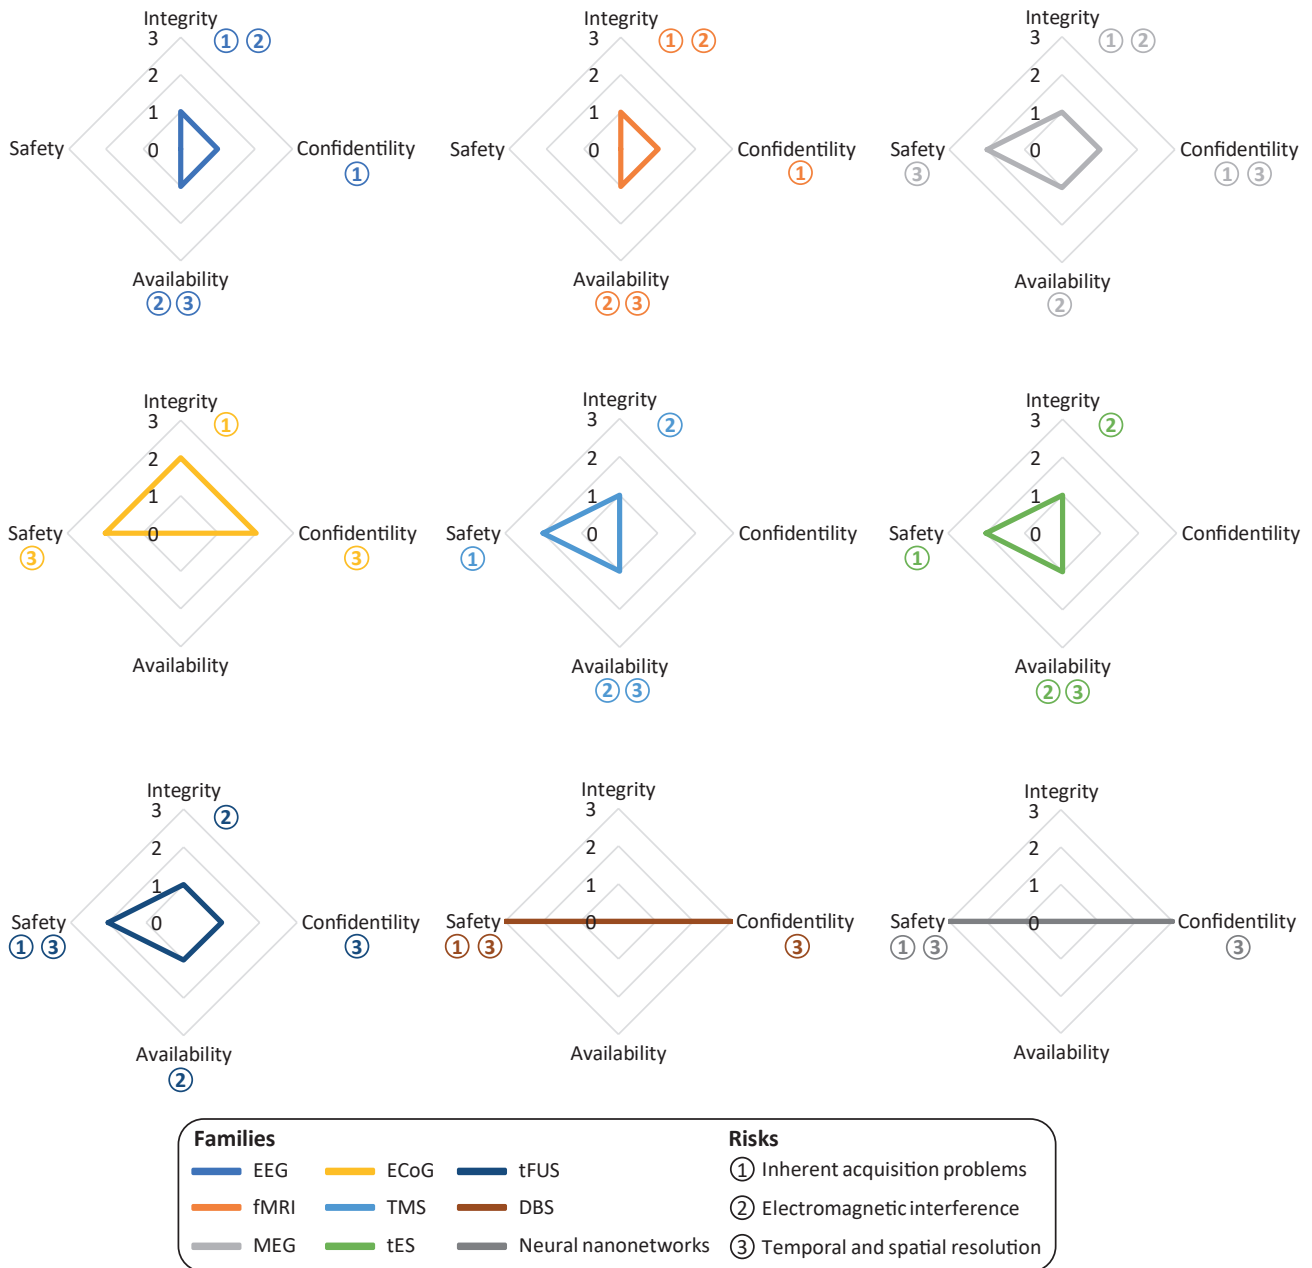 Integrity
3 ① ②
2
1
Safety 0 Confidentility
①
Availability
② ③
Integrity
3 ① ②
2
1
Safety 0 Confidentility
①
Availability
② ③
Integrity
3 ① ②
2
1
Safety 0 Confidentility
③ ① ③
Availability
②
Integrity
3 ①
2
1
Safety 0 Confidentility
③ ③
Availability
Integrity
3 ②
2
1
Safety 0 Confidentility
①
Availability
② ③
Integrity
3 ②
2
1
Safety 0 Confidentility
①
Availability
② ③
Integrity
3 ②
2
1
Safety 0 Confidentility
① ③ ③
Availability
②
Integrity
3
2
1
Safety 0 Confidentility
① ③ ③
Availability
Integrity
3
2
1
Safety 0 Confidentility
① ③ ③
Availability
Families
EEG ECoG tFUS
fMRI TMS DBS
MEG tES Neural nanonetworks
Risks
① Inherent acquisition problems
② Electromagnetic interference
③ Temporal and spatial resolution